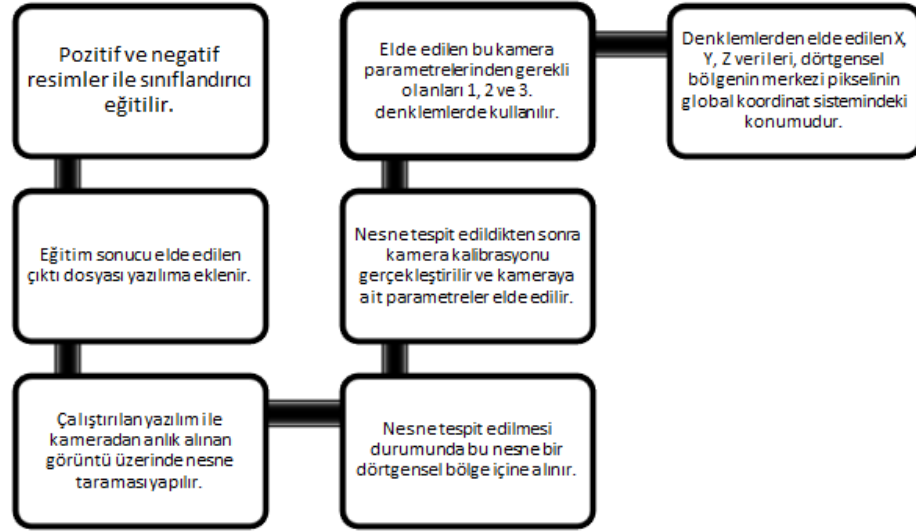 Pozitif ve negatif
resimler ile sınıflandırıcı
eğitilir.
Eğitim sonucu elde edilen
çıktı dosyası yazılıma eklenir.
Çalıştırılan yazılım ile
kameradan anlık alınan
görüntü üzerinde nesne
taraması yapılır.
Nesne tespit edilmesi
durumunda bu nesne bir
dörtgensel bölge içine alınır.
Nesne tespit edildikten sonra
kamera kalibrasyonu
gerçekleştirilir ve kameraya
ait parametreler elde edilir.
Elde edilen bu kamera
parametrelerinden gerekli
olanları 1, 2 ve 3.
denklemlerde kullanılır.
Denklemlerden elde edilen X,
Y, Z verileri, dörtgensel
bölgenin merkezi pikselinin
global koordinat sistemindeki
konumudur.